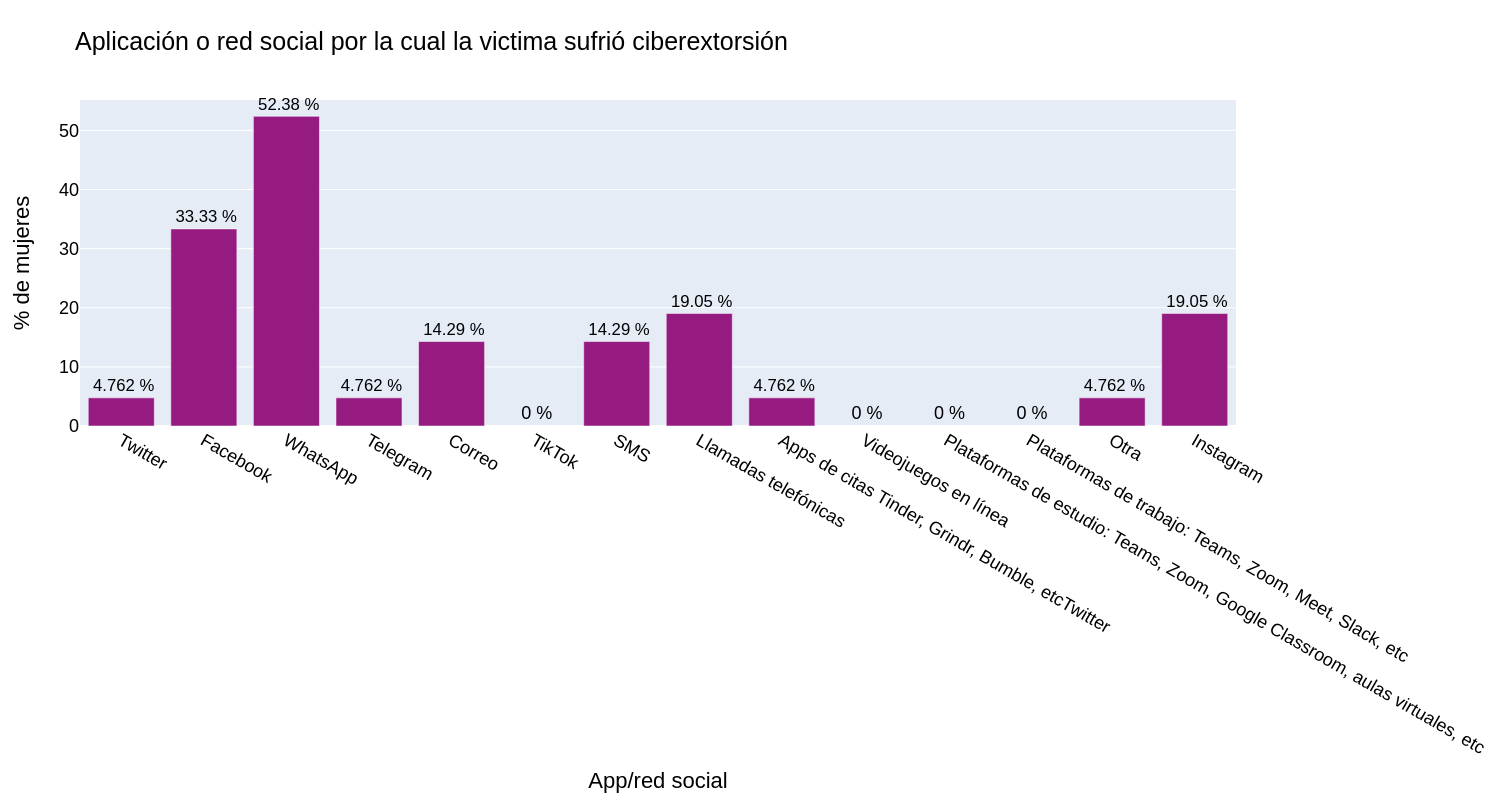 Aplicación o red social por la cual la victima sufrió ciberextorsión
% de mujeres
50
40
30
20
10
0
4.762 %
33.33 %
52.38 %
4.762 %
14.29 %
0 %
14.29 %
19.05 %
4.762 %
0 %
0 %
0 %
4.762 %
19.05 %
Twitter
Facebook
WhatsApp
Telegram
Correo
TikTok
SMS
Llamadas telefónicas
Apps de citas Tinder, Grindr, Bumble, etcTwitter
Videojuegos en línea
Plataformas de estudio: Teams, Zoom, Google Classroom, aulas virtuales, etc
Plataformas de trabajo: Teams, Zoom, Meet, Slack, etc
Otra
Instagram
App/red social